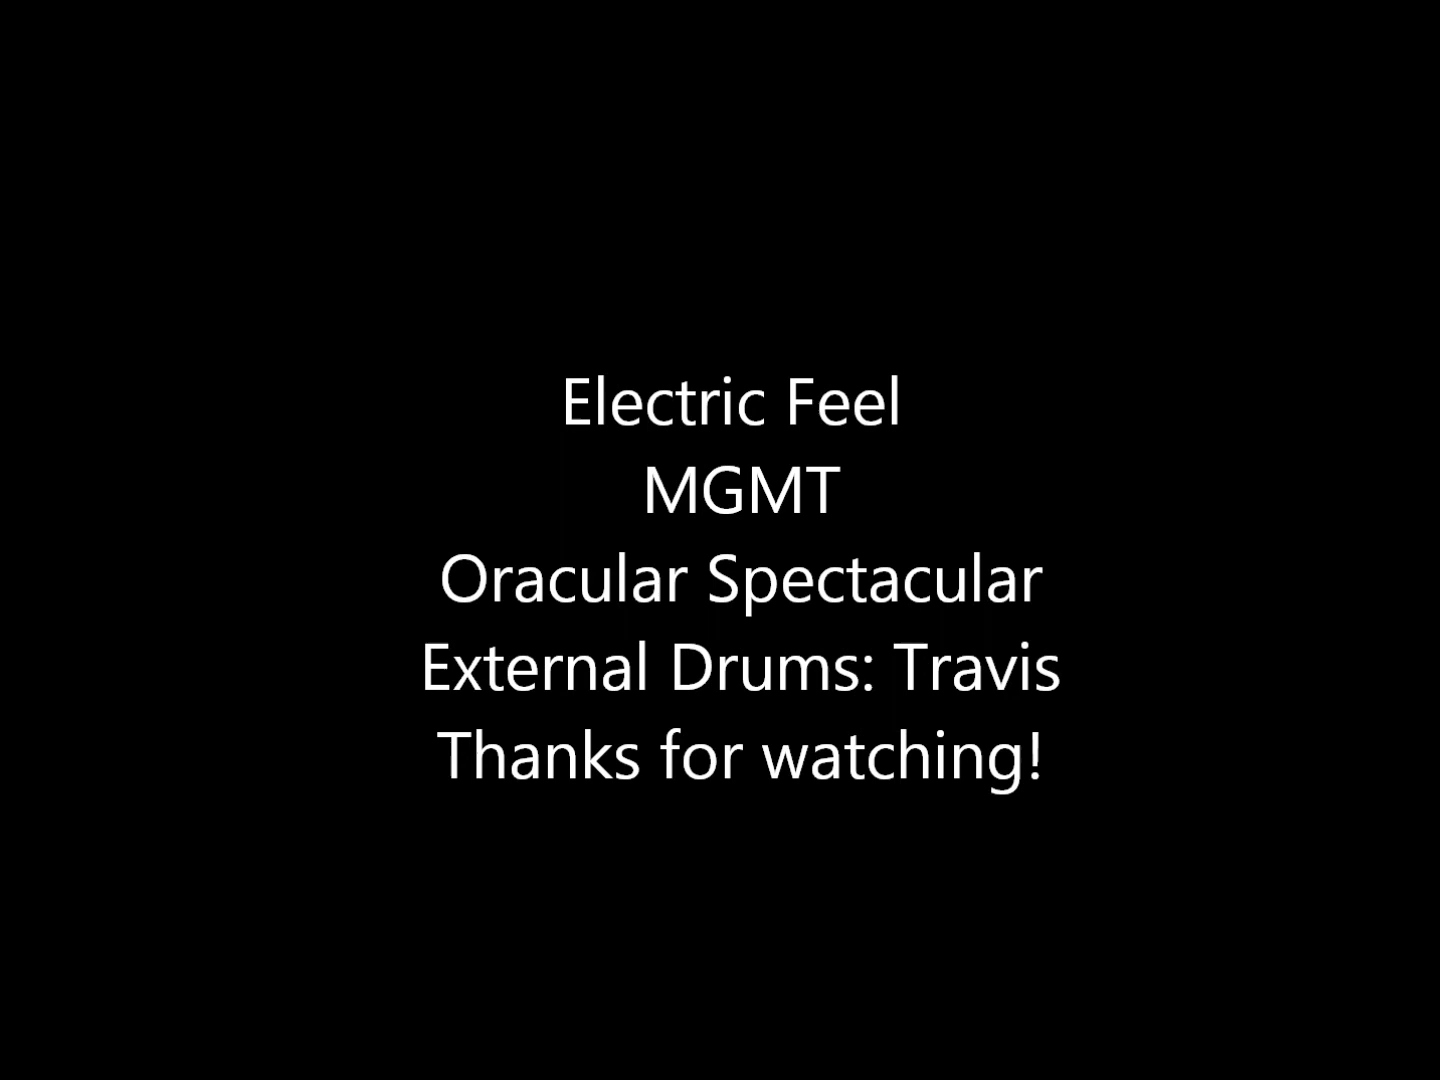 Electric Feel
MGMT
Oracular Spectacular
External Drums: Travis
Thanks for watching!